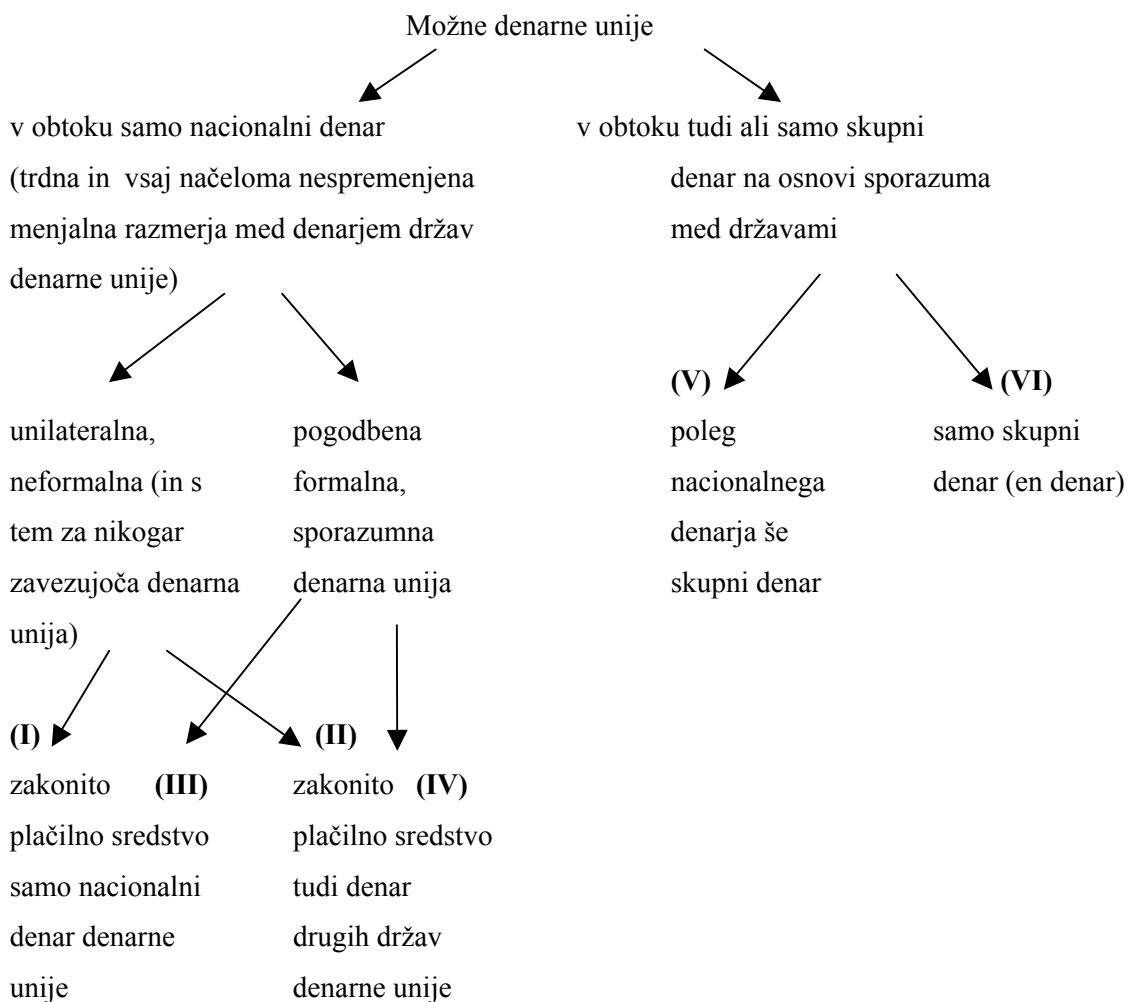 Možne denarne unije
v obtoku samo nacionalni denar
(trdna in vsaj načeloma nespremenjena
menjalna razmerja med denarjem držav
denarne unije)
v obtoku tudi ali samo skupni
denar na osnovi sporazuma
med državami
unilateralna,
neformalna (in s
tem za nikogar
zavezujoča denarna
unija)
pogodbena
formalna,
sporazumna
denarna unija
(V)
poleg
nacionalnega
denarja še
skupni denar
(VI)
samo skupni
denar (en denar)
(I)
zakonito (III)
plačilno sredstvo
samo nacionalni
denar denarne
unije
(II)
zakonito (IV)
plačilno sredstvo
tudi denar
drugih držav
denarne unije